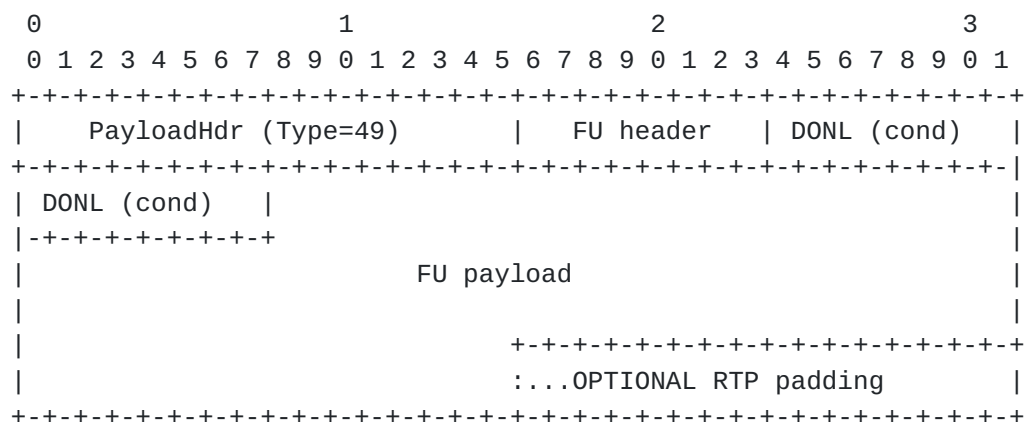 0                   1                   2                   3
 0 1 2 3 4 5 6 7 8 9 0 1 2 3 4 5 6 7 8 9 0 1 2 3 4 5 6 7 8 9 0 1
+-+-+-+-+-+-+-+-+-+-+-+-+-+-+-+-+-+-+-+-+-+-+-+-+-+-+-+-+-+-+-+-+
|    PayloadHdr (Type=49)       |   FU header   | DONL (cond)   |
+-+-+-+-+-+-+-+-+-+-+-+-+-+-+-+-+-+-+-+-+-+-+-+-+-+-+-+-+-+-+-+-|
| DONL (cond)   |                                               |
|-+-+-+-+-+-+-+-+                                               |
|                         FU payload                            |
|                                                               |
|                               +-+-+-+-+-+-+-+-+-+-+-+-+-+-+-+-+
|                               :...OPTIONAL RTP padding        |
+-+-+-+-+-+-+-+-+-+-+-+-+-+-+-+-+-+-+-+-+-+-+-+-+-+-+-+-+-+-+-+-+